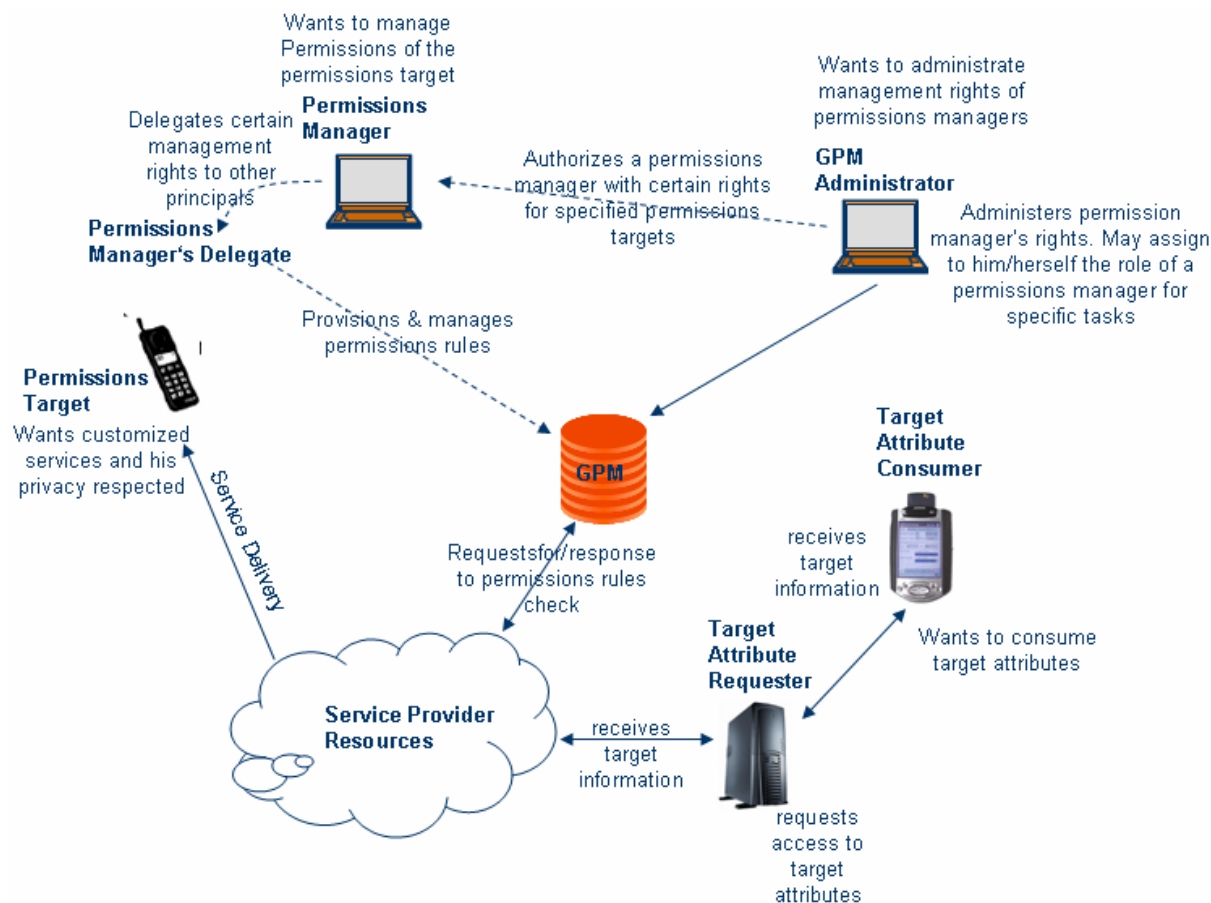 Wants to manage
Permissions of the
permissions target
Permissions
Manager
Delegates certain
management
rights to other
principals
Permissions
Manager's Delegate
Authorizes a permissions
manager with certain rights
for specified permissions
targets
Wants to administrate
management rights of
permissions managers
GPM
Administrator
Administers permission
manager's rights. May assign
to him/herself the role of a
permissions manager for
specific tasks
Provisions & manages
permissions rules
Permissions
Target
Wants customized
services and his
privacy respected
Service Delivery
GPM
Target
Attribute
Consumer
receives
target
information
Requestsfor/response
to permissions rules
check
Wants to consume
target attributes
Target
Attribute
Requester
Service Provider
Resources
receives
target
information
requests
access to
target
attributes